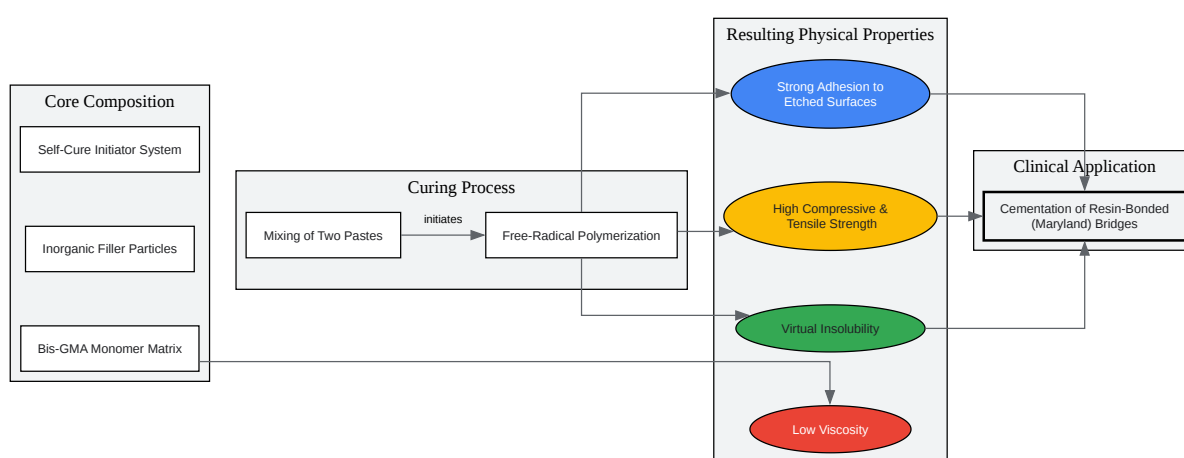 Core Composition
Self-Cure Initiator System
Inorganic Filler Particles
Bis-GMA Monomer Matrix
Curing Process
Mixing of Two Pastes
initiates
Free-Radical Polymerization
Resulting Physical Properties
Strong Adhesion to
Etched Surfaces
High Compressive &
Tensile Strength
Virtual Insolubility
Low Viscosity
Clinical Application
Cementation of Resin-Bonded
(Maryland) Bridges